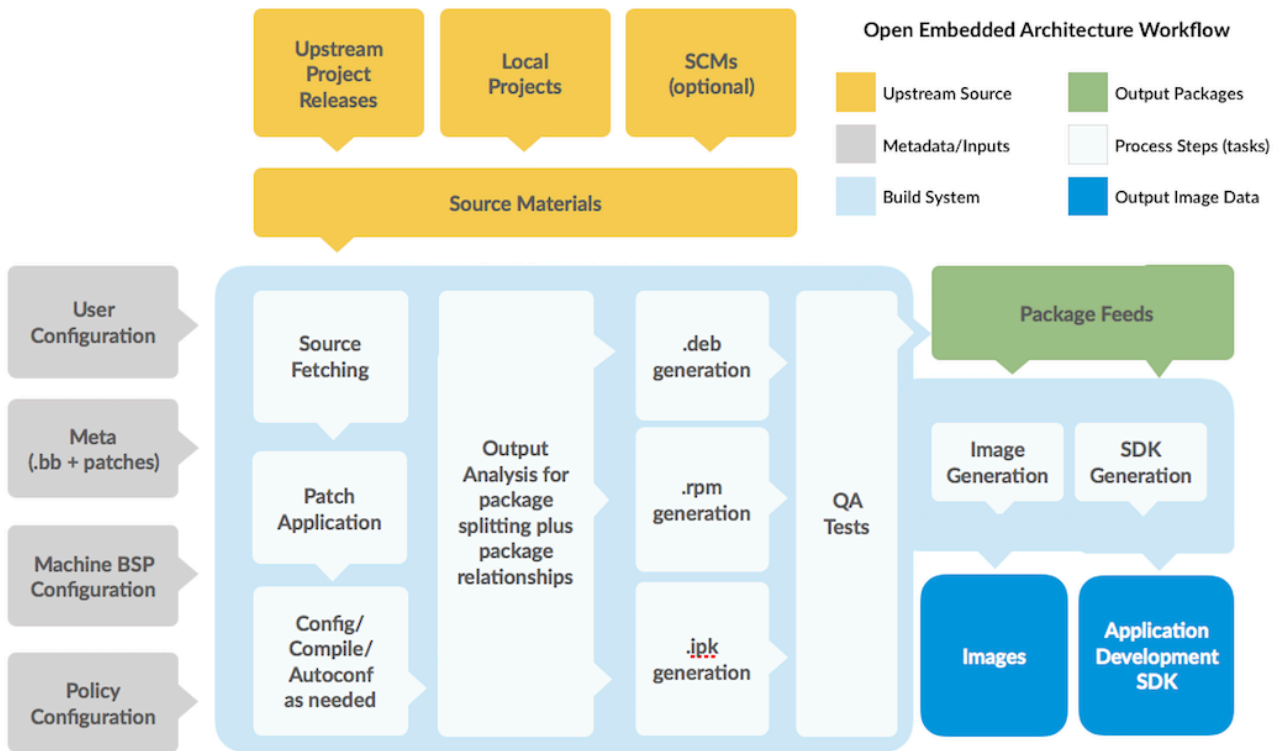 Open Embedded Architecture Workflow
Upstream
Project
Releases
Local
Projects
SCMs
(optional)
Upstream Source
Output Packages
Metadata/Inputs
Process Steps (tasks)
Build System
Output Image Data
Source Materials
User
Configuration
Meta
(.bb + patches)
Machine BSP
Configuration
Policy
Configuration
Source
Fetching
Patch
Application
Config/
Compile/
Autoconf
as needed
Output
Analysis for
package
splitting plus
package
relationships
.deb
generation
.rpm
generation
.ipk
generation
QA
Tests
Package Feeds
Image
Generation
SDK
Generation
Images
Application
Development
SDK